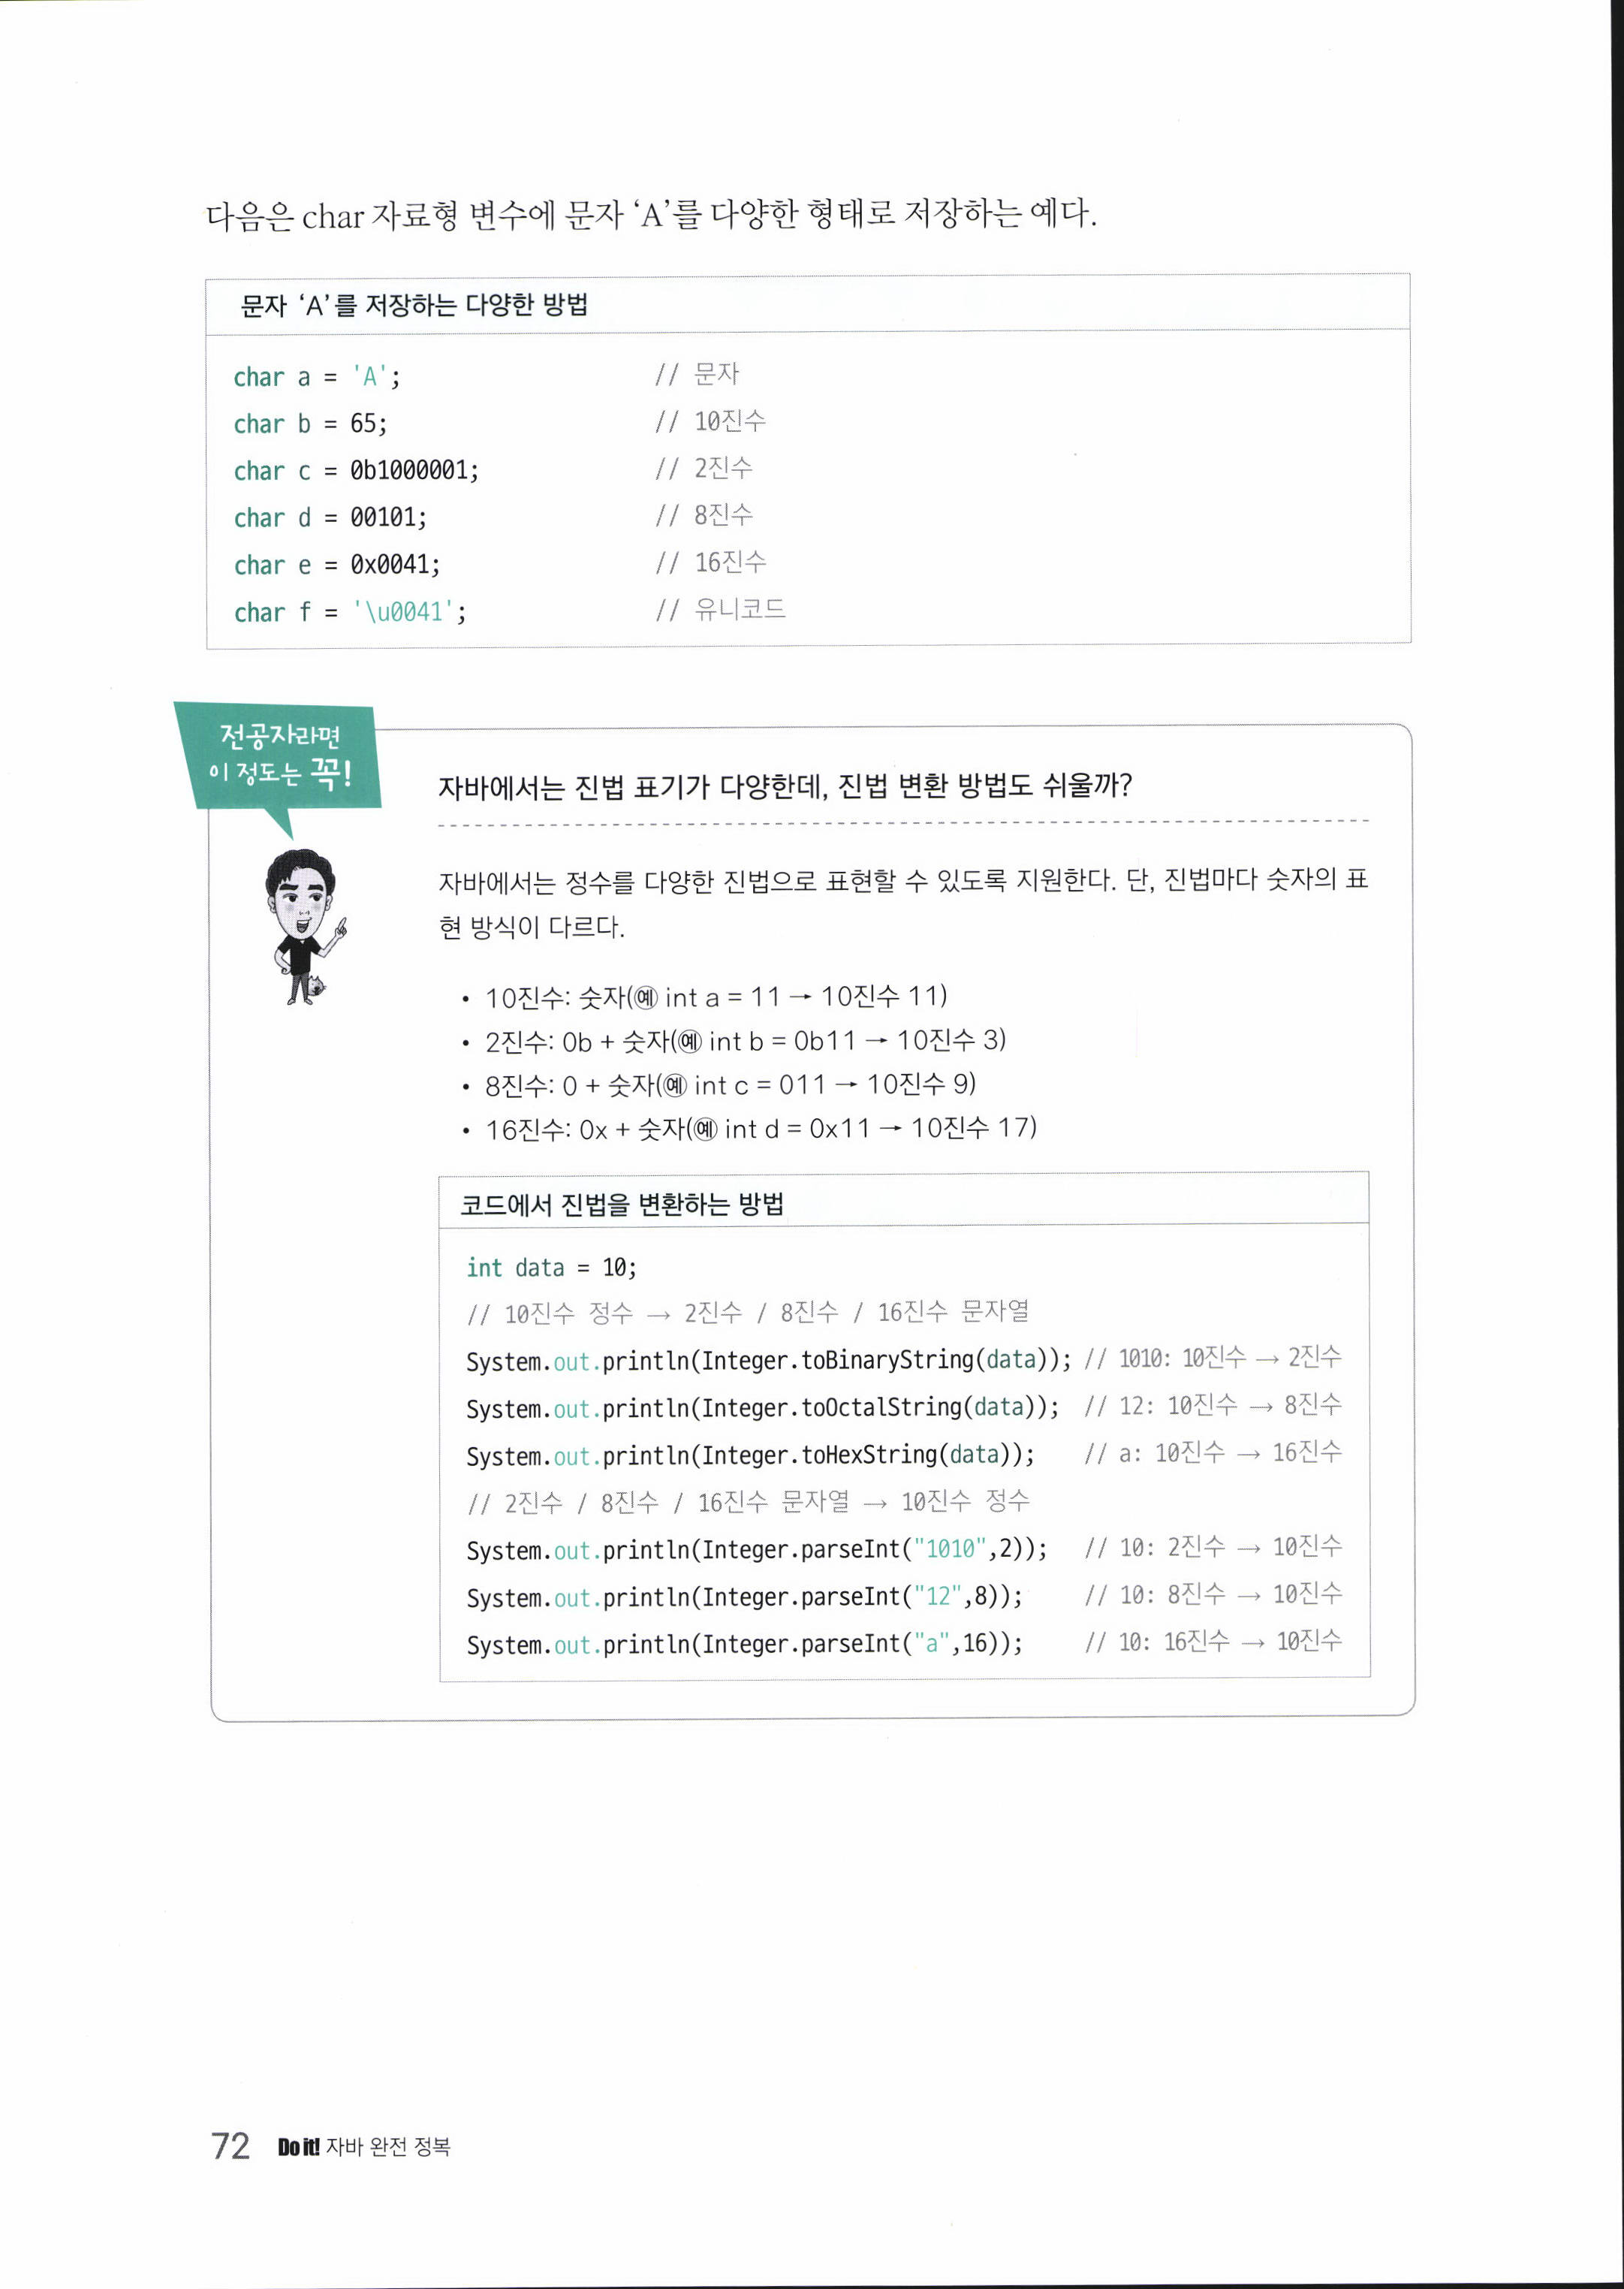 다음은 char 자료형 변수에 문자 ‘A’를 다양한 형태로 저장하는 예다.
문자 ‘A’를 저장하는 다양한 방법
char a = 'A'; // 문자
char b = 65; // 10진수
char c = 0b1000001; // 2진수
char d = 00101; // 8진수
char e = 0x0041; // 16진수
char f = '\u0041'; // 유니코드
전공자라면
이 정도는 꼭!
자바에서는 진법 표기가 다양한데, 진법 변환 방법도 쉬울까?
자바에서는 정수를 다양한 진법으로 표현할 수 있도록 지원한다. 단, 진법마다 숫자의 표
현 방식이 다르다.
• 10진수: 숫자(예 int a = 11 → 10진수 11)
• 2진수: 0b + 숫자(예 int b = 0b11 → 10진수 3)
• 8진수: 0 + 숫자(예 int c = 011 → 10진수 9)
• 16진수: 0x + 숫자(예 int d = 0x11 → 10진수 17)
코드에서 진법을 변환하는 방법
int data = 10;
// 10진수 정수 → 2진수 / 8진수 / 16진수 문자열
System.out.println(Integer.toBinaryString(data)); // 1010: 10진수 → 2진수
System.out.println(Integer.toOctalString(data)); // 12: 10진수 → 8진수
System.out.println(Integer.toHexString(data)); // a: 10진수 → 16진수
// 2진수 / 8진수 / 16진수 문자열 → 10진수 정수
System.out.println(Integer.parseInt("1010",2)); // 10: 2진수 → 10진수
System.out.println(Integer.parseInt("12",8)); // 10: 8진수 → 10진수
System.out.println(Integer.parseInt("a",16)); // 10: 16진수 → 10진수
72 Do it! 자바 완전 정복